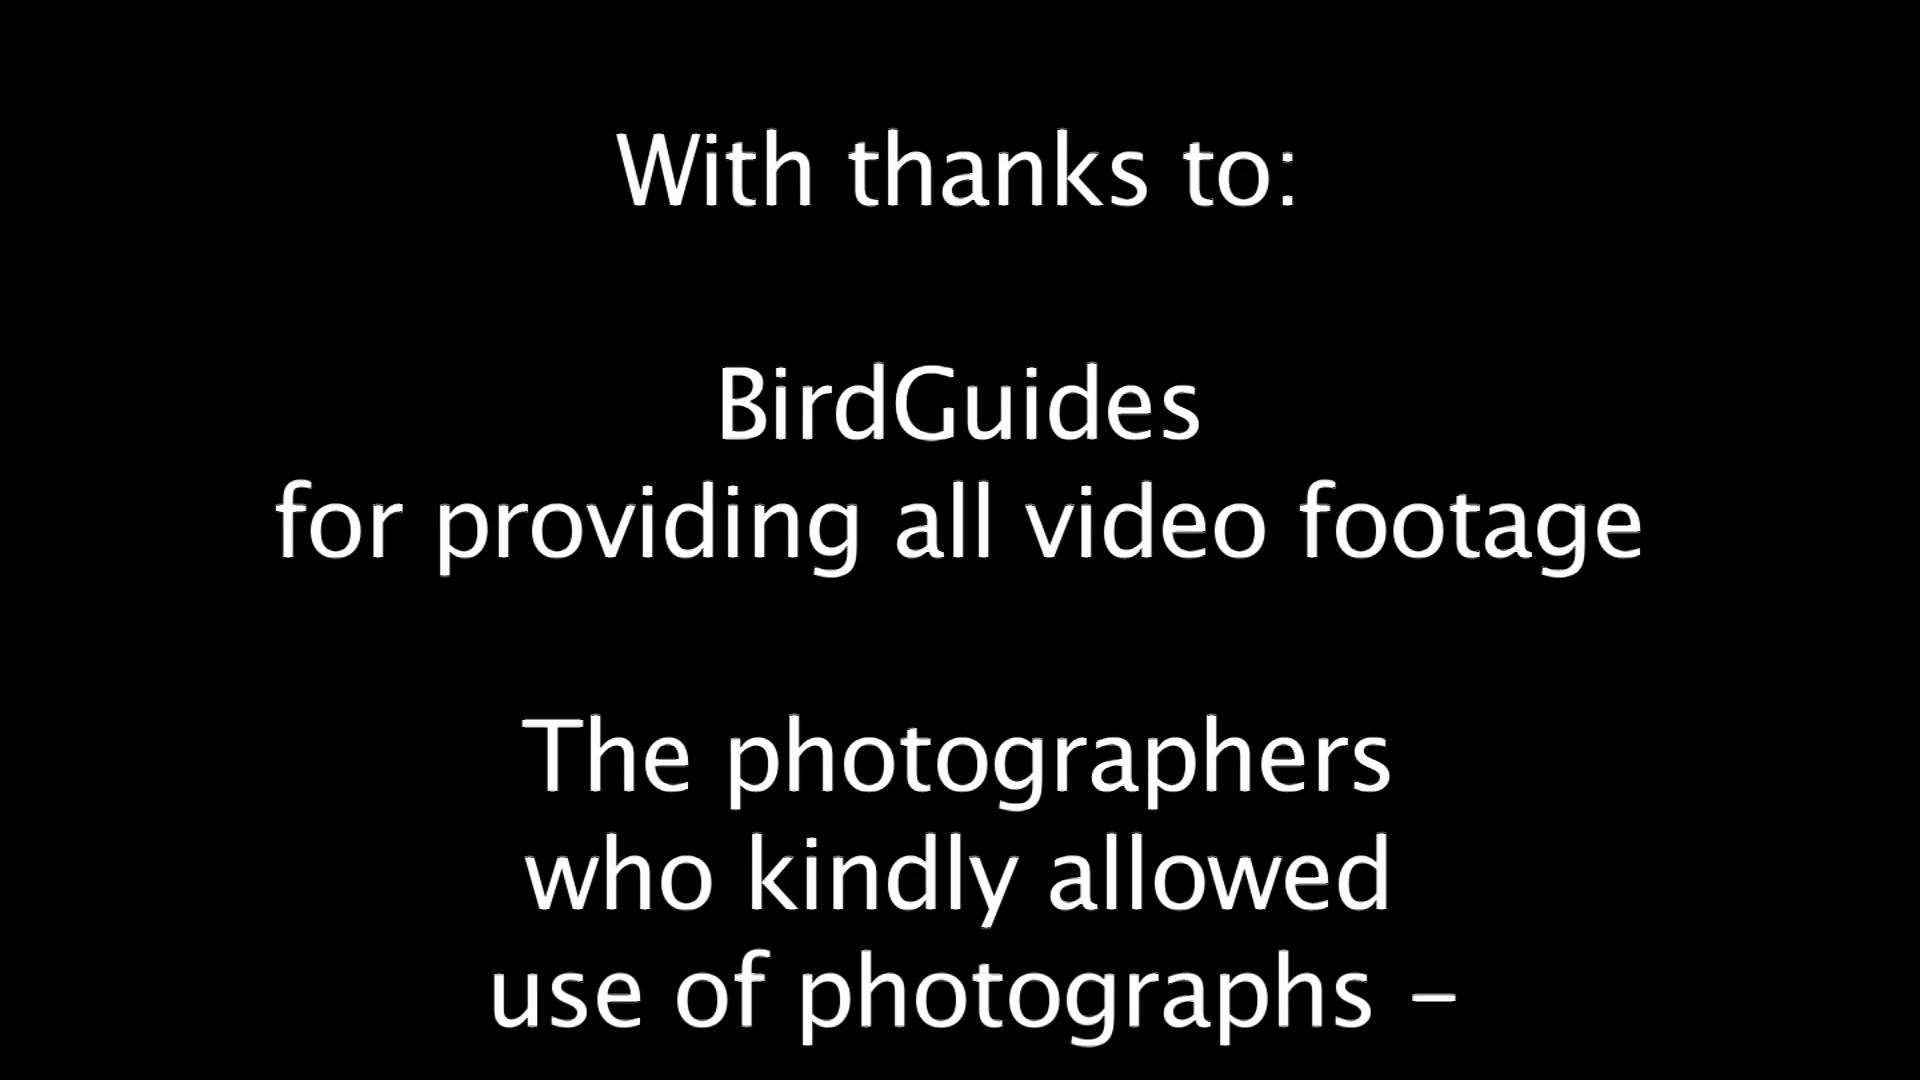 With thanks to:
BirdGuides
for providing all video footage
The photographers
who kindly allowed
use of photographs –